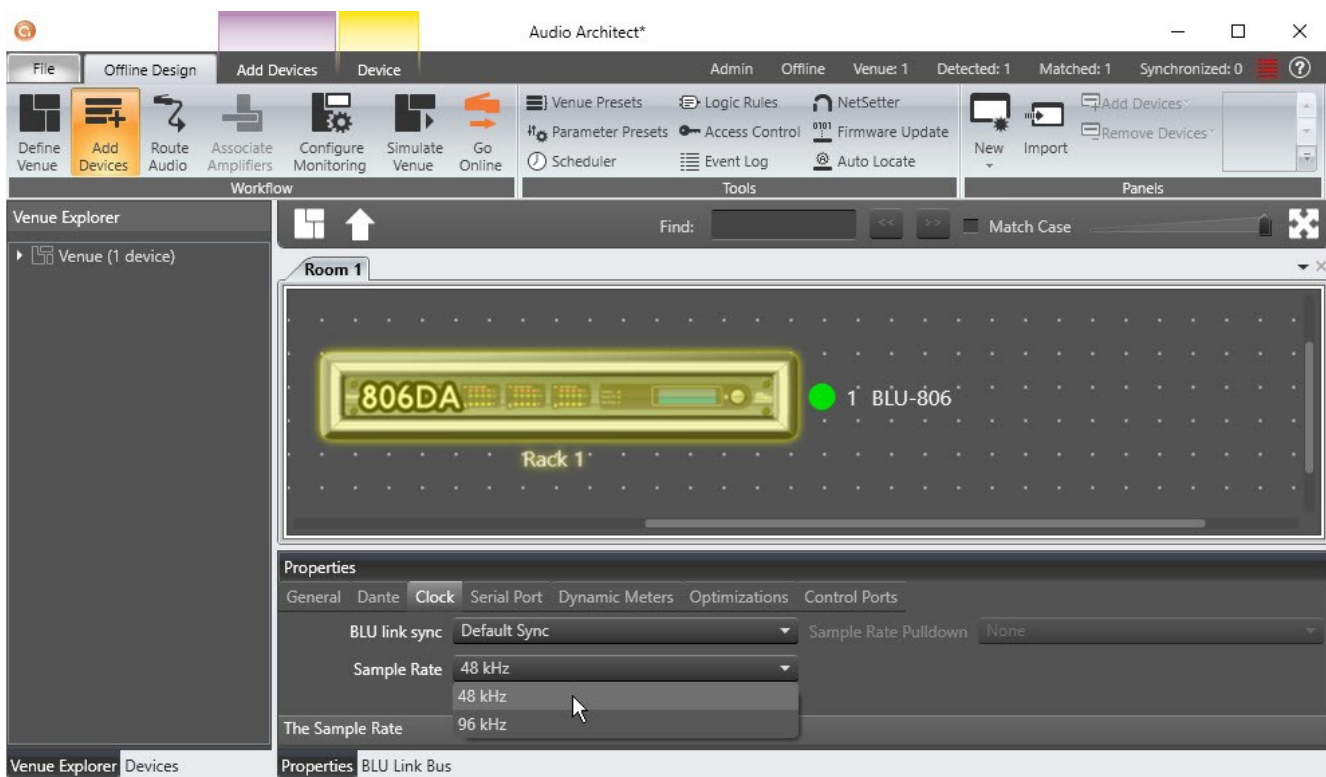 Audio Architect*
File Offline Design Add Devices Device Admin Offline Venue: 1 Detected: 1 Matched: 1 Synchronized: 0 ?
Define Venue
Add Devices
Route Audio
Associate Amplifiers
Configure Monitoring
Simulate Venue
Go Online
Workflow
Venue Presets Logic Rules NetSetter
Parameter Presets Access Control 0101 Firmware Update
Scheduler Event Log Auto Locate
Tools
New
Import
Add Devices
Remove Devices
Panels
Venue Explorer
Venue (1 device)
Find: << >> Match Case
Room 1
806DA
1 BLU-806
Rack 1
Properties
General Dante Clock Serial Port Dynamic Meters Optimizations Control Ports
BLU link sync Default Sync Sample Rate Pulldown None
Sample Rate 48 kHz
48 kHz
96 kHz
The Sample Rate
Venue Explorer Devices
Properties BLU Link Bus